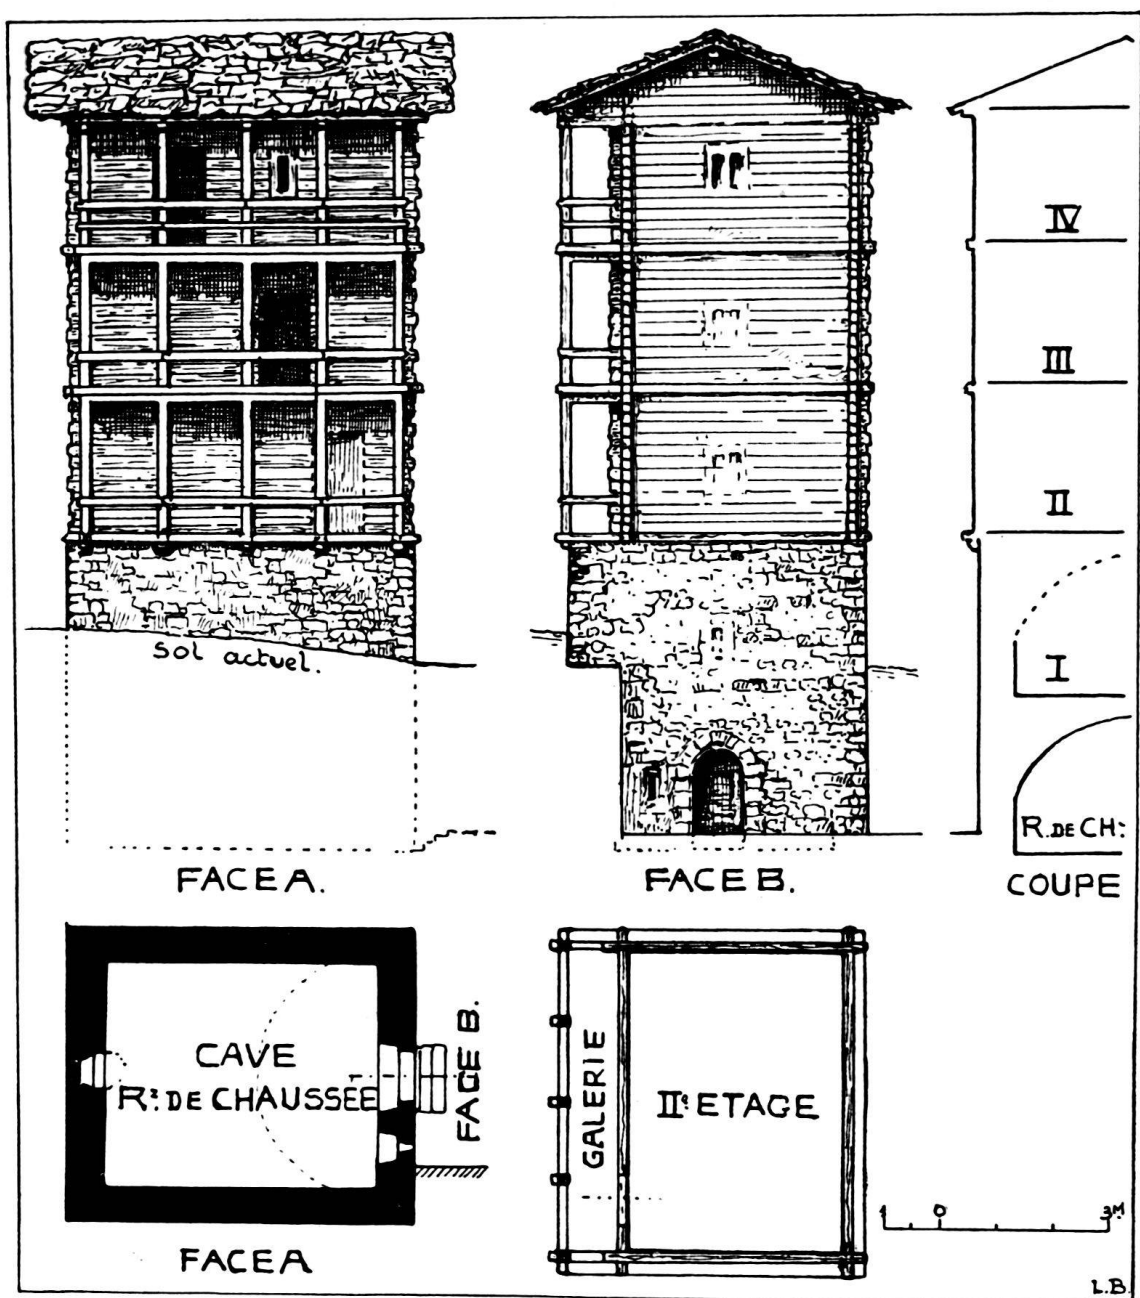 IV
III
II
I
R. DE CH:
Sol actuel.
FACE A.
FACE B.
COUPE
CAVE
R: DE CHAUSSÉE
FACE B.
FACE A
GALERIE
IIe ETAGE
1 0 3M
L.B.